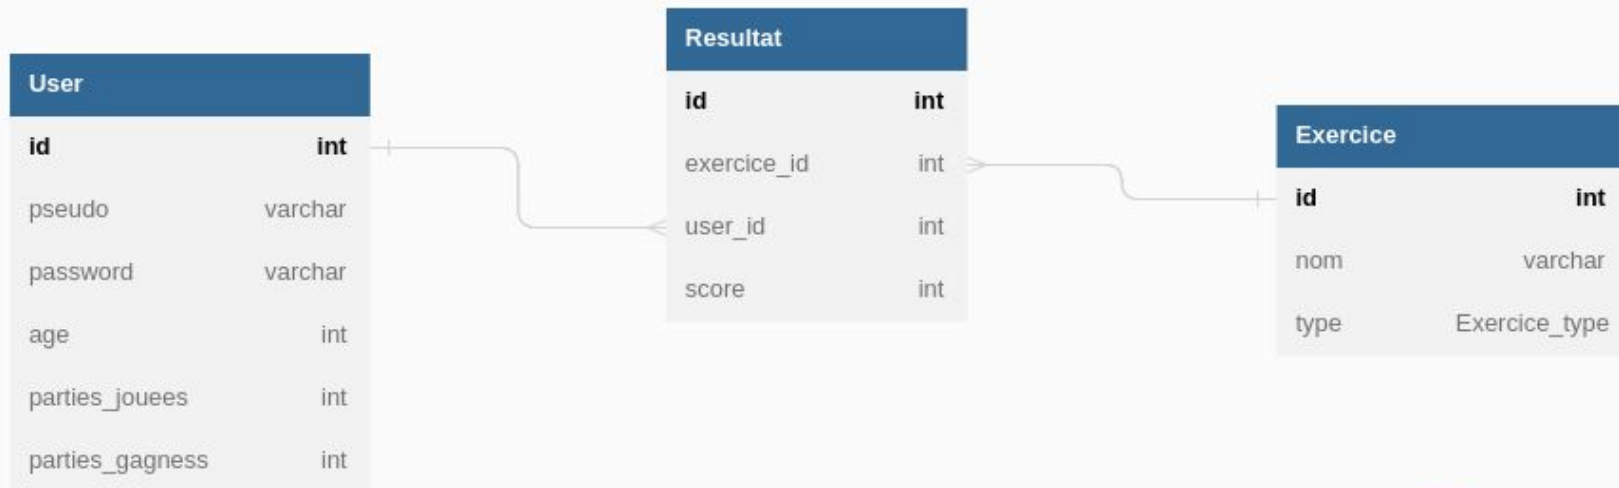 User
id int
pseudo varchar
password varchar
age int
parties_jouees int
parties_gagness int
Resultat
id int
exercice_id int
user_id int
score int
Exercice
id int
nom varchar
type Exercice_type